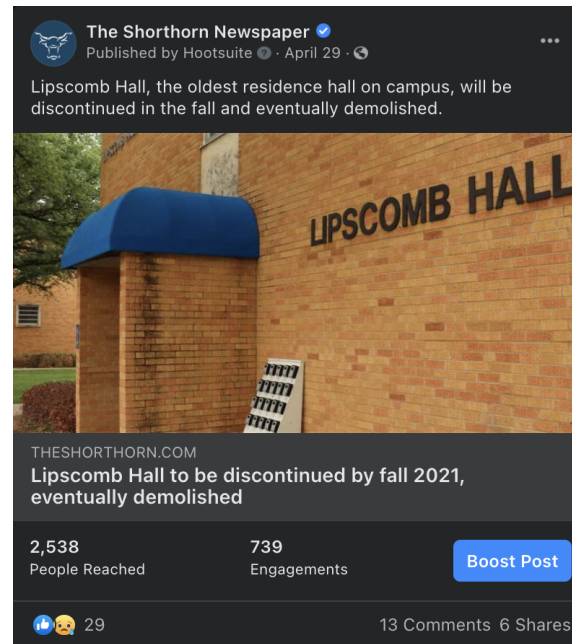 The Shorthorn Newspaper
Published by Hootsuite ? · April 29 ·
Lipscomb Hall, the oldest residence hall on campus, will be
discontinued in the fall and eventually demolished.
LIPSCOMB HALL
THESHORTHORN.COM
Lipscomb Hall to be discontinued by fall 2021,
eventually demolished
2,538
People Reached
739
Engagements
Boost Post
29
13 Comments 6 Shares